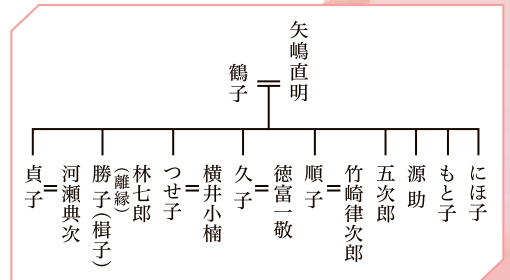 矢嶋直明
鶴子
にほ子
もと子
源助
五次郎
竹崎律次郎
順子
徳富一敬
久子
横井小楠
つせ子
林七郎
(離縁)
勝子(楫子)
河瀬典次
貞子